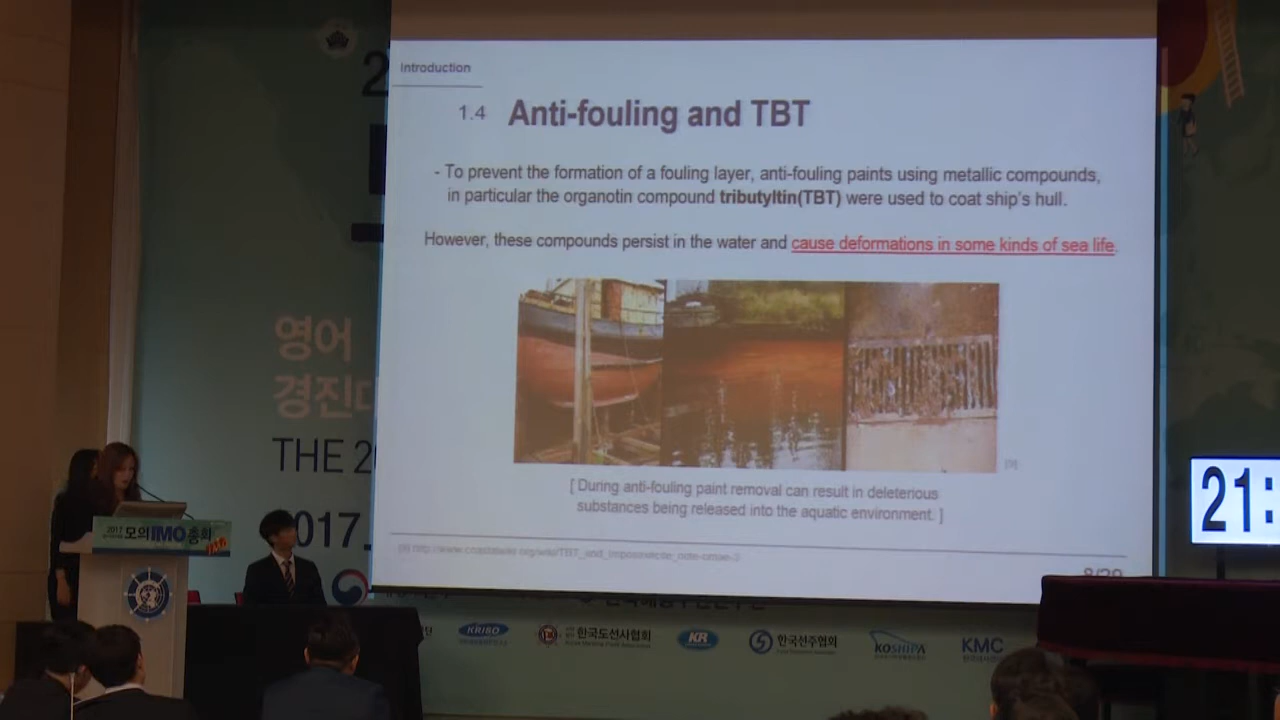 Introduction
1.4 Anti-fouling and TBT
- To prevent the formation of a fouling layer, anti-fouling paints using metallic compounds,
in particular the organotin compound tributyltin(TBT) were used to coat ship's hull.
However, these compounds persist in the water and cause deformations in some kinds of sea life.
[ During anti-fouling paint removal can result in deleterious
substances being released into the aquatic environment. ]
8/29
영어
경진대
THE 2
2017.
21:
2017
모의IMO총회
KRIBO
한국도선사협회
KR
한국선주협회
KOSHIPA
KMC